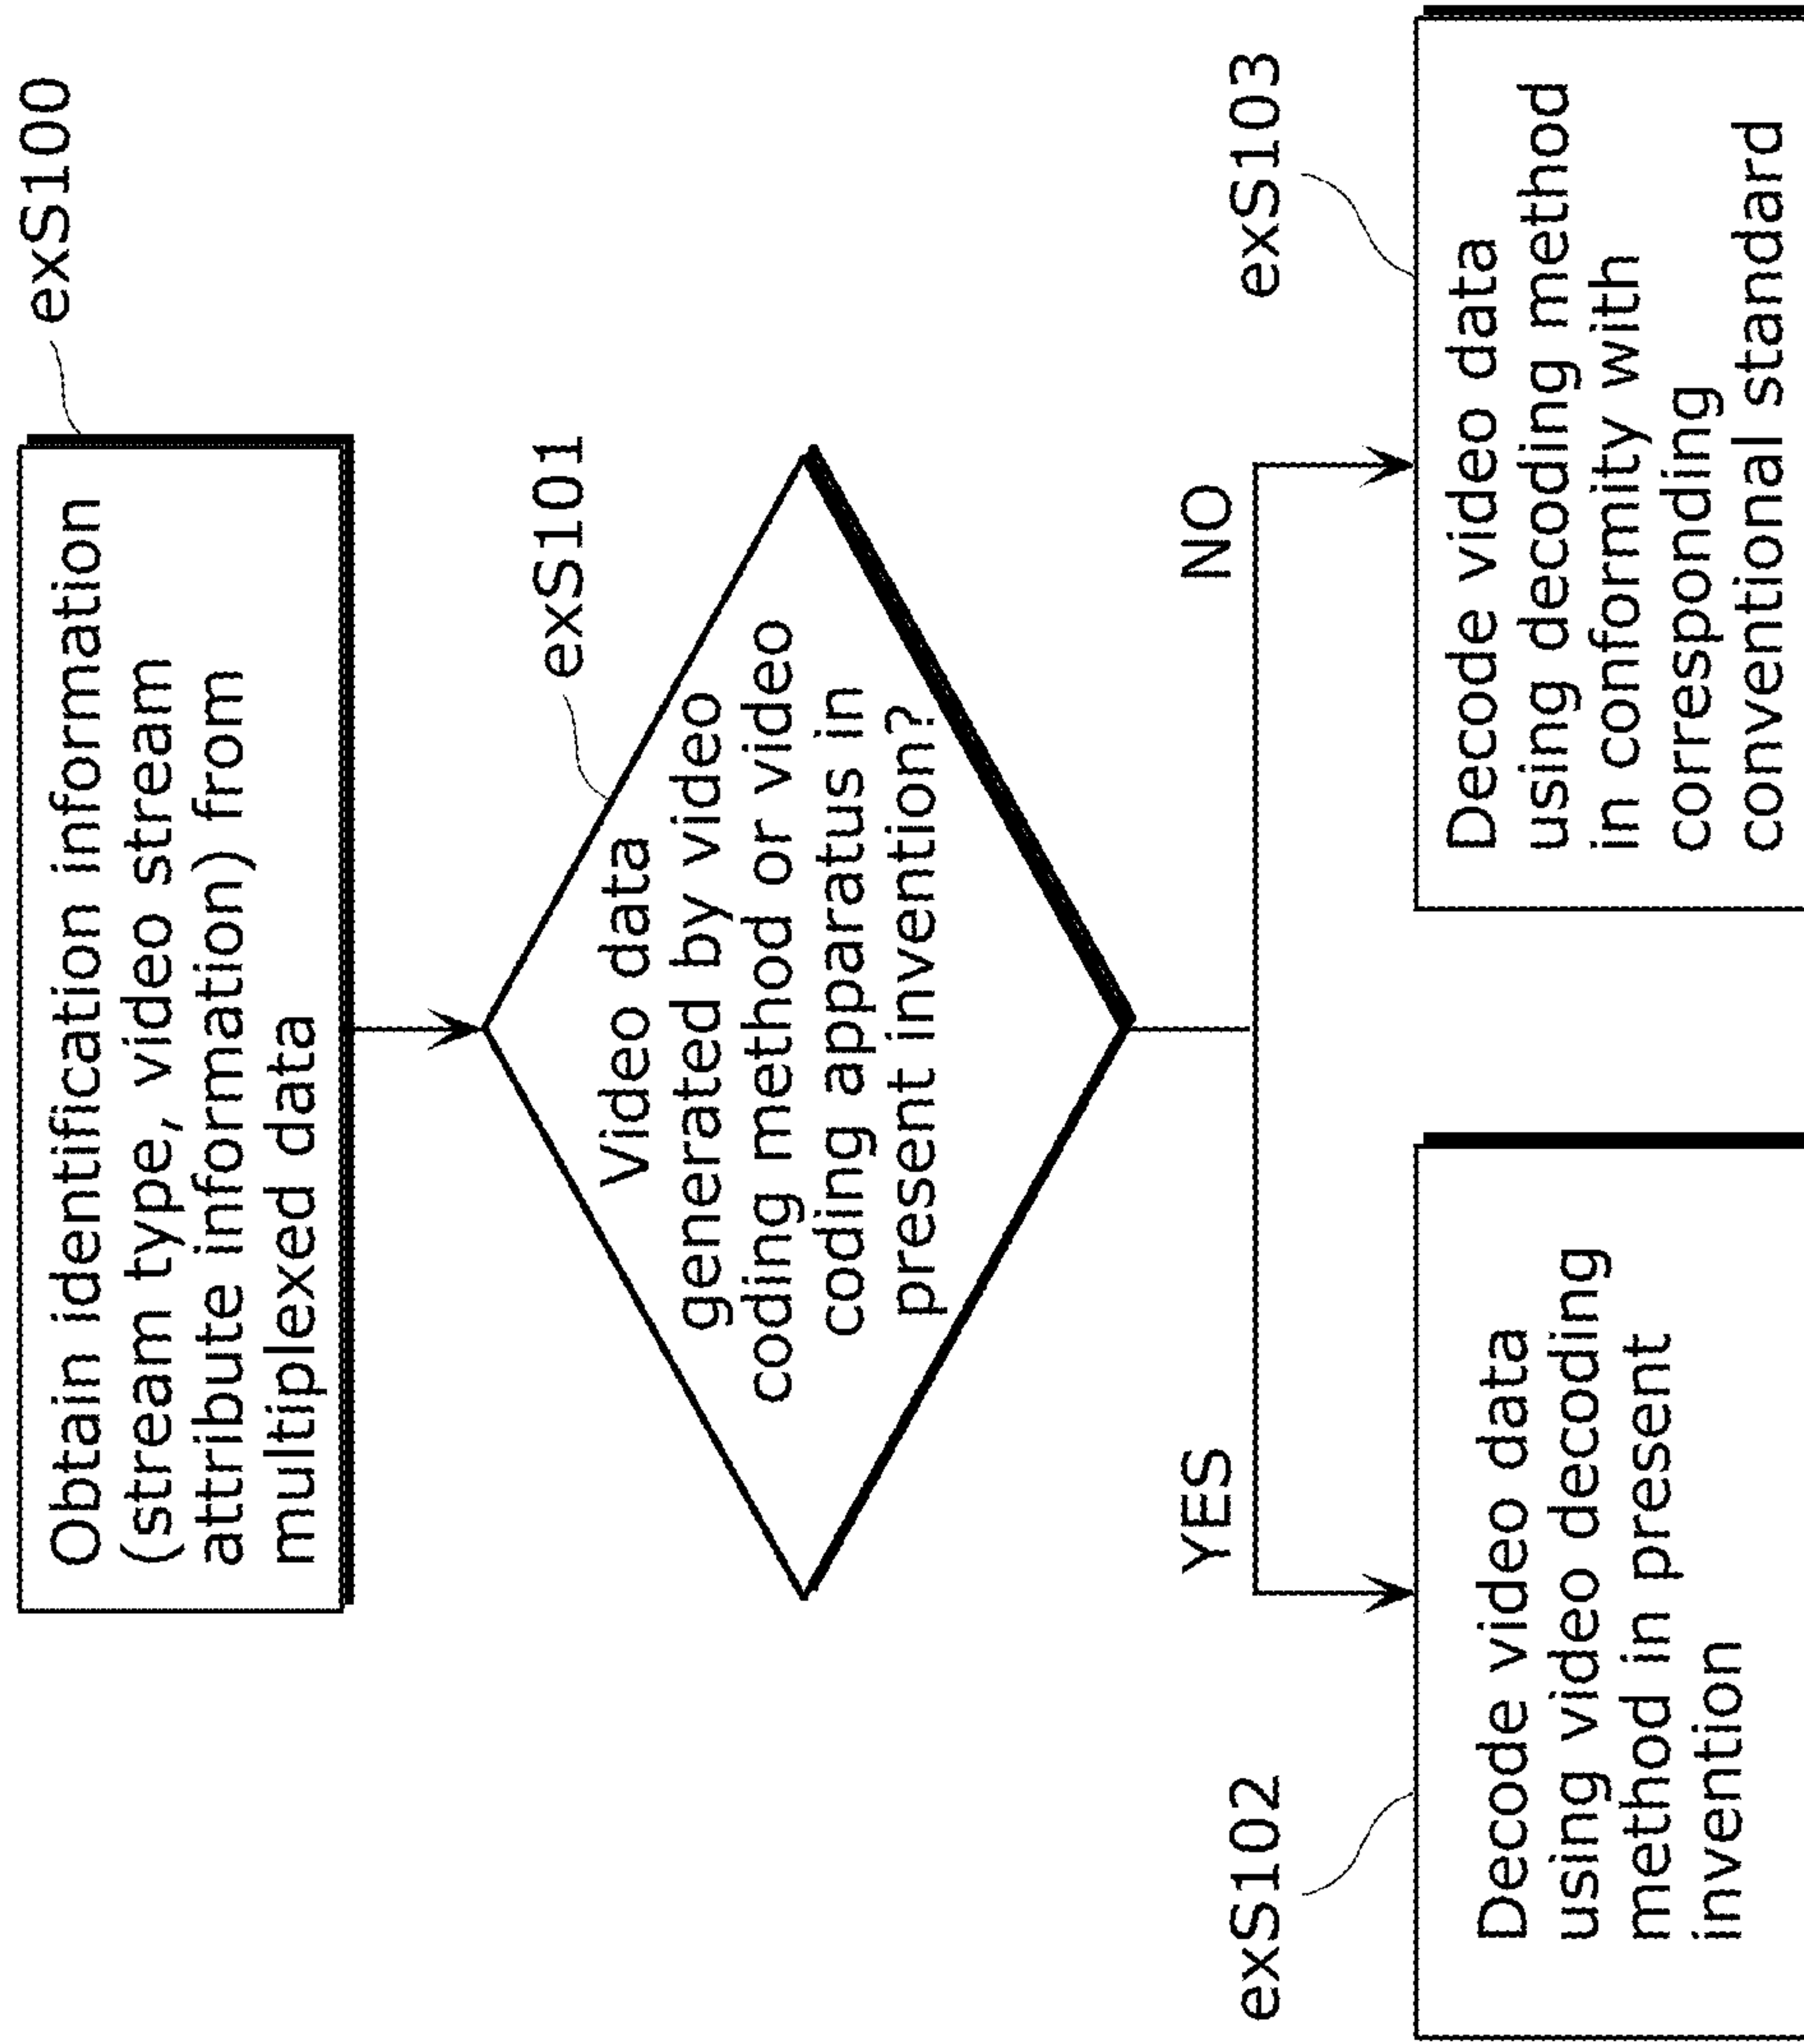 exS100
Obtain identification information
(stream type, video stream
attribute information) from
multiplexed data
exS101
Video data
generated by video
coding method or video
coding apparatus in
present invention?
YES
NO
exS102
Decode video data
using video decoding
method in present
invention
exS103
Decode video data
using decoding method
in conformity with
corresponding
conventional standard